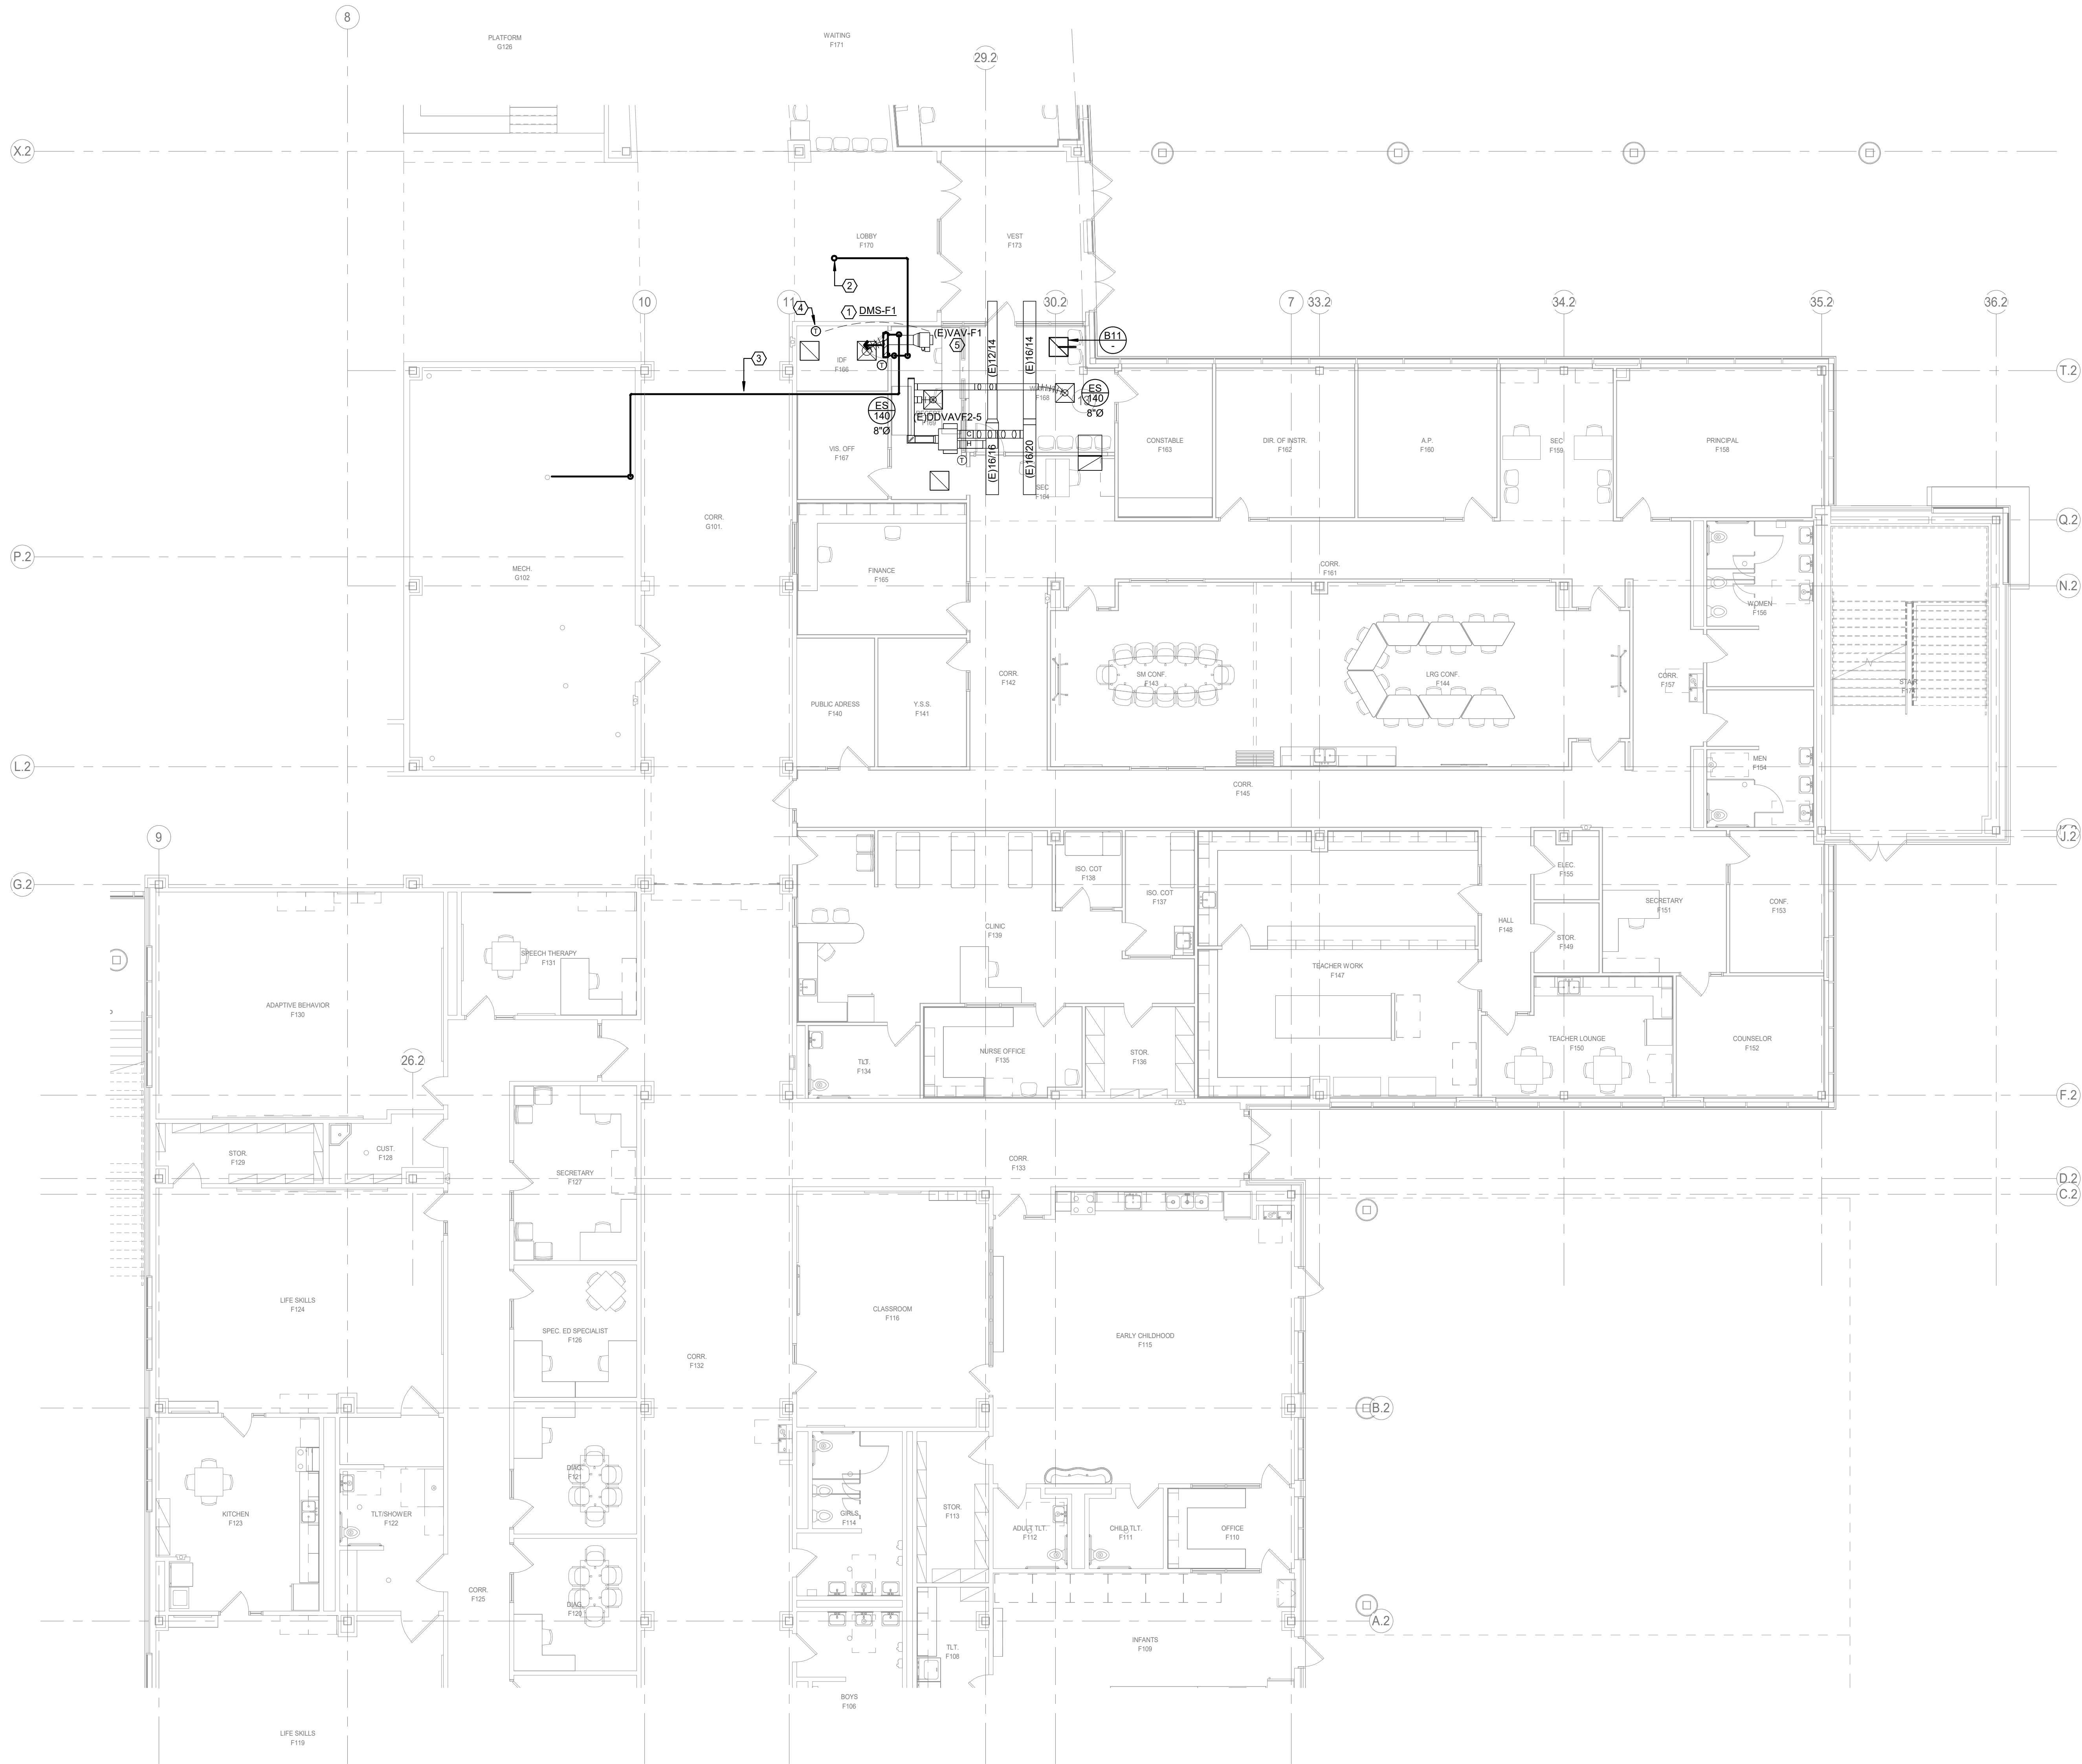 8
PLATFORM
G126
WAITING
F171
29.2
X.2
LOBBY
F170
VEST
F173
2
10
11
4
1
DMS-F1
30.2
7
33.2
34.2
35.2
36.2
T
(E)VAV-F1
5
(E)12/14
(E)16/14
B11
-
3
IDF
F166
T
T.2
ES
140
8"Ø
F168
ES
140
8"Ø
(E)DDVAVF2-5
F169
C
H
T
(E)16/16
(E)16/20
VIS. OFF
F167
CONSTABLE
F163
DIR. OF INSTR.
F162
A.P.
F160
SEC
F159
PRINCIPAL
F158
SEC
F164
CORR.
G101.
Q.2
P.2
MECH.
G102
FINANCE
F165
CORR.
F161
N.2
WOMEN
F156
SM CONF.
F143
LRG CONF.
F144
CORR.
F142
CORR.
F157
PUBLIC ADRESS
F140
Y.S.S.
F141
L.2
MEN
F154
CORR.
F145
9
J.2
G.2
ISO. COT
F138
ISO. COT
F137
ELEC.
F155
SECRETARY
F151
CONF.
F153
CLINIC
F139
HALL
F148
STOR.
F149
SPEECH THERAPY
F131
TEACHER WORK
F147
ADAPTIVE BEHAVIOR
F130
26.2
TLT.
F134
NURSE OFFICE
F135
STOR.
F136
TEACHER LOUNGE
F150
COUNSELOR
F152
F.2
STOR.
F129
CUST.
F128
CORR.
F133
SECRETARY
F127
D.2
C.2
LIFE SKILLS
F124
SPEC. ED SPECIALIST
F126
CLASSROOM
F116
EARLY CHILDHOOD
F115
CORR.
F132
B.2
DIAG.
F121
KITCHEN
F123
TLT/SHOWER
F122
GIRLS
F114
STOR.
F113
ADULT TLT.
F112
CHILD TLT.
F111
OFFICE
F110
CORR.
F125
DIAG.
F120
A.2
TLT.
F108
INFANTS
F109
BOYS
F106
LIFE SKILLS
F119